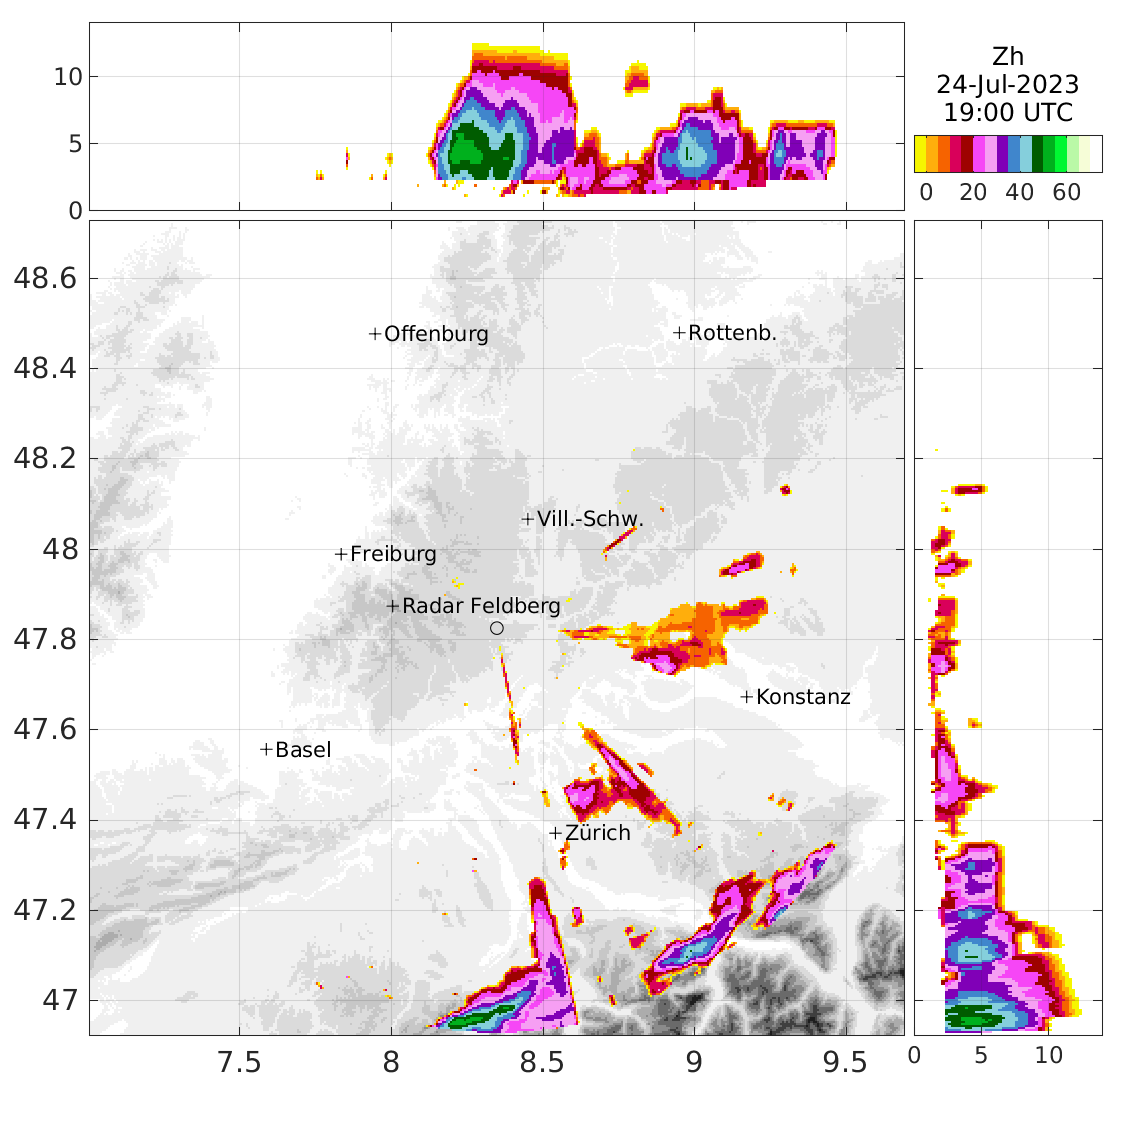 Zh
24-Jul-2023
19:00 UTC
0 20 40 60
10
5
0
48.6
48.4
48.2
48
47.8
47.6
47.4
47.2
47
+Offenburg
+Rottenb.
+Vill.-Schw.
+Freiburg
+Radar Feldberg
+Konstanz
+Basel
+Zürich
7.5 8 8.5 9 9.5
0 5 10